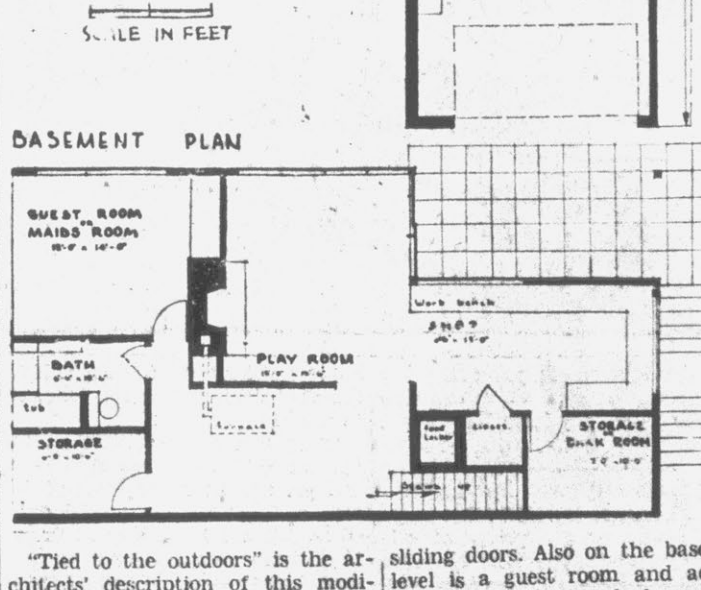 SCALE IN FEET
BASEMENT PLAN
GUEST ROOM
OR
MAIDS ROOM
Work bench
SHOP
BATH
PLAY ROOM
tub
furnace
STORAGE
Food
Locker
closet
STORAGE
OR
DARK ROOM
up
"Tied to the outdoors" is the ar-
chitects' description of this modi-
sliding doors. Also on the base
level is a guest room and